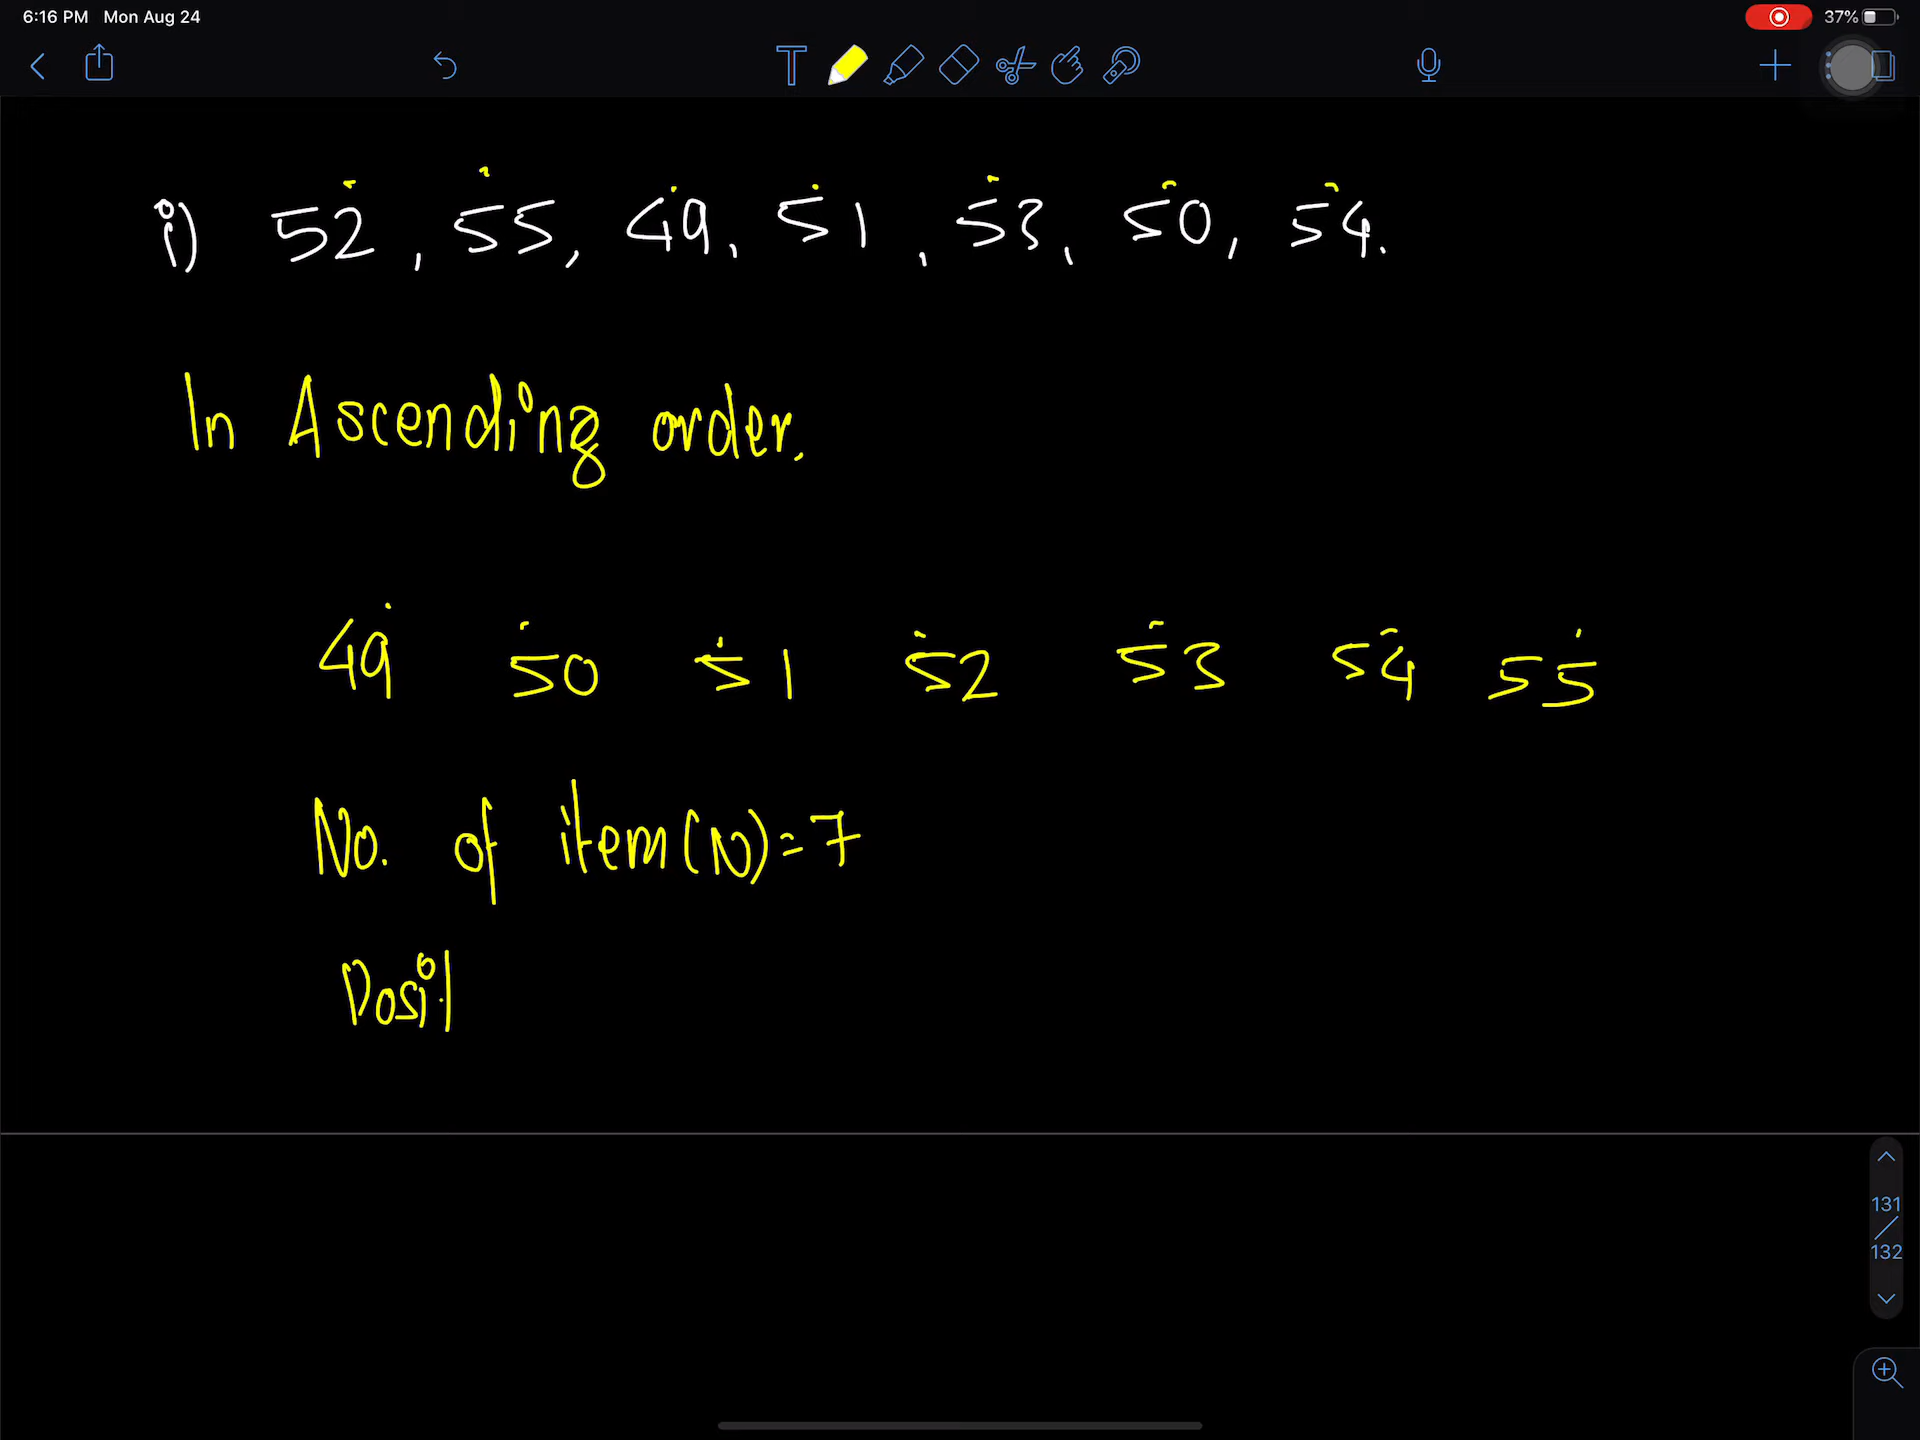 6:16 PM Mon Aug 24
37%
i) 52, 55, 49, 51, 53, 50, 54.
In Ascending order.
49 50 51 52 53 54 55
No. of item(N)=7
Posit
131
132